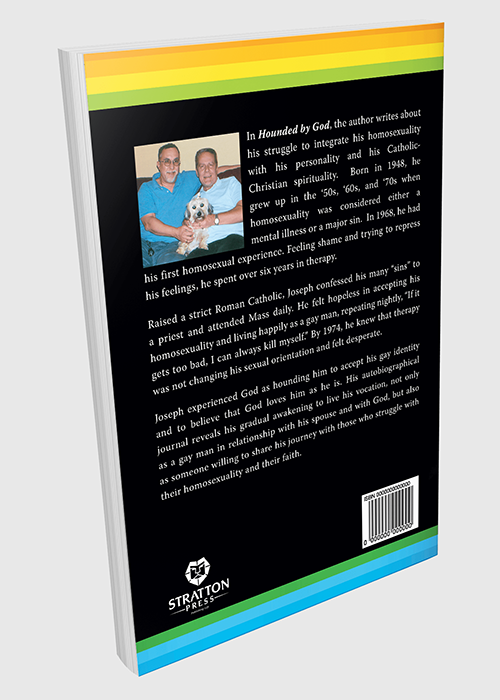 In Hounded by God, the author writes about
his struggle to integrate his homosexuality
with his personality and his Catholic-
Christian spirituality. Born in 1948, he
grew up in the '50s, '60s, and '70s when
homosexuality was considered either a
mental illness or a major sin. In 1968, he had
his first homosexual experience. Feeling shame and trying to repress
his feelings, he spent over six years in therapy.
Raised a strict Roman Catholic, Joseph confessed his many “sins” to
a priest and attended Mass daily. He felt hopeless in accepting his
homosexuality and living happily as a gay man, repeating nightly, “If it
gets too bad, I can always kill myself.” By 1974, he knew that therapy
was not changing his sexual orientation and felt desperate.
Joseph experienced God as hounding him to accept his gay identity
and to believe that God loves him as he is. His autobiographical
journal reveals his gradual awakening to live his vocation, not only
as a gay man in relationship with his spouse and with God, but also
as someone willing to share his journey with those who struggle with
their homosexuality and their faith.
ISBN 0000000000000
0 000000 000000
STRATTON
PRESS